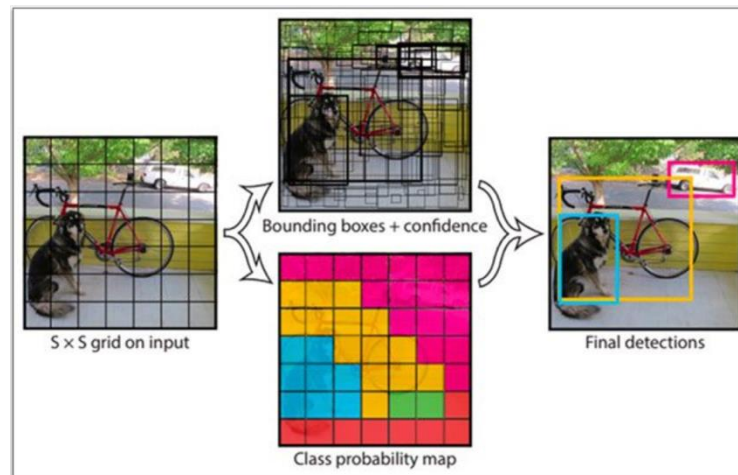 Bounding boxes + confidence
S × S grid on input
Final detections
Class probability map